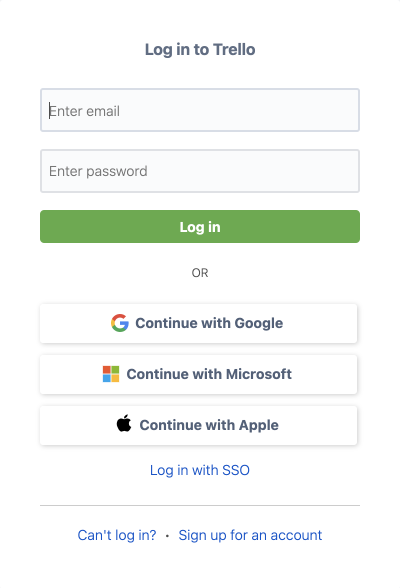 Log in to Trello
Enter email
Enter password
Log in
OR
Continue with Google
Continue with Microsoft
Continue with Apple
Log in with SSO
Can't log in? • Sign up for an account